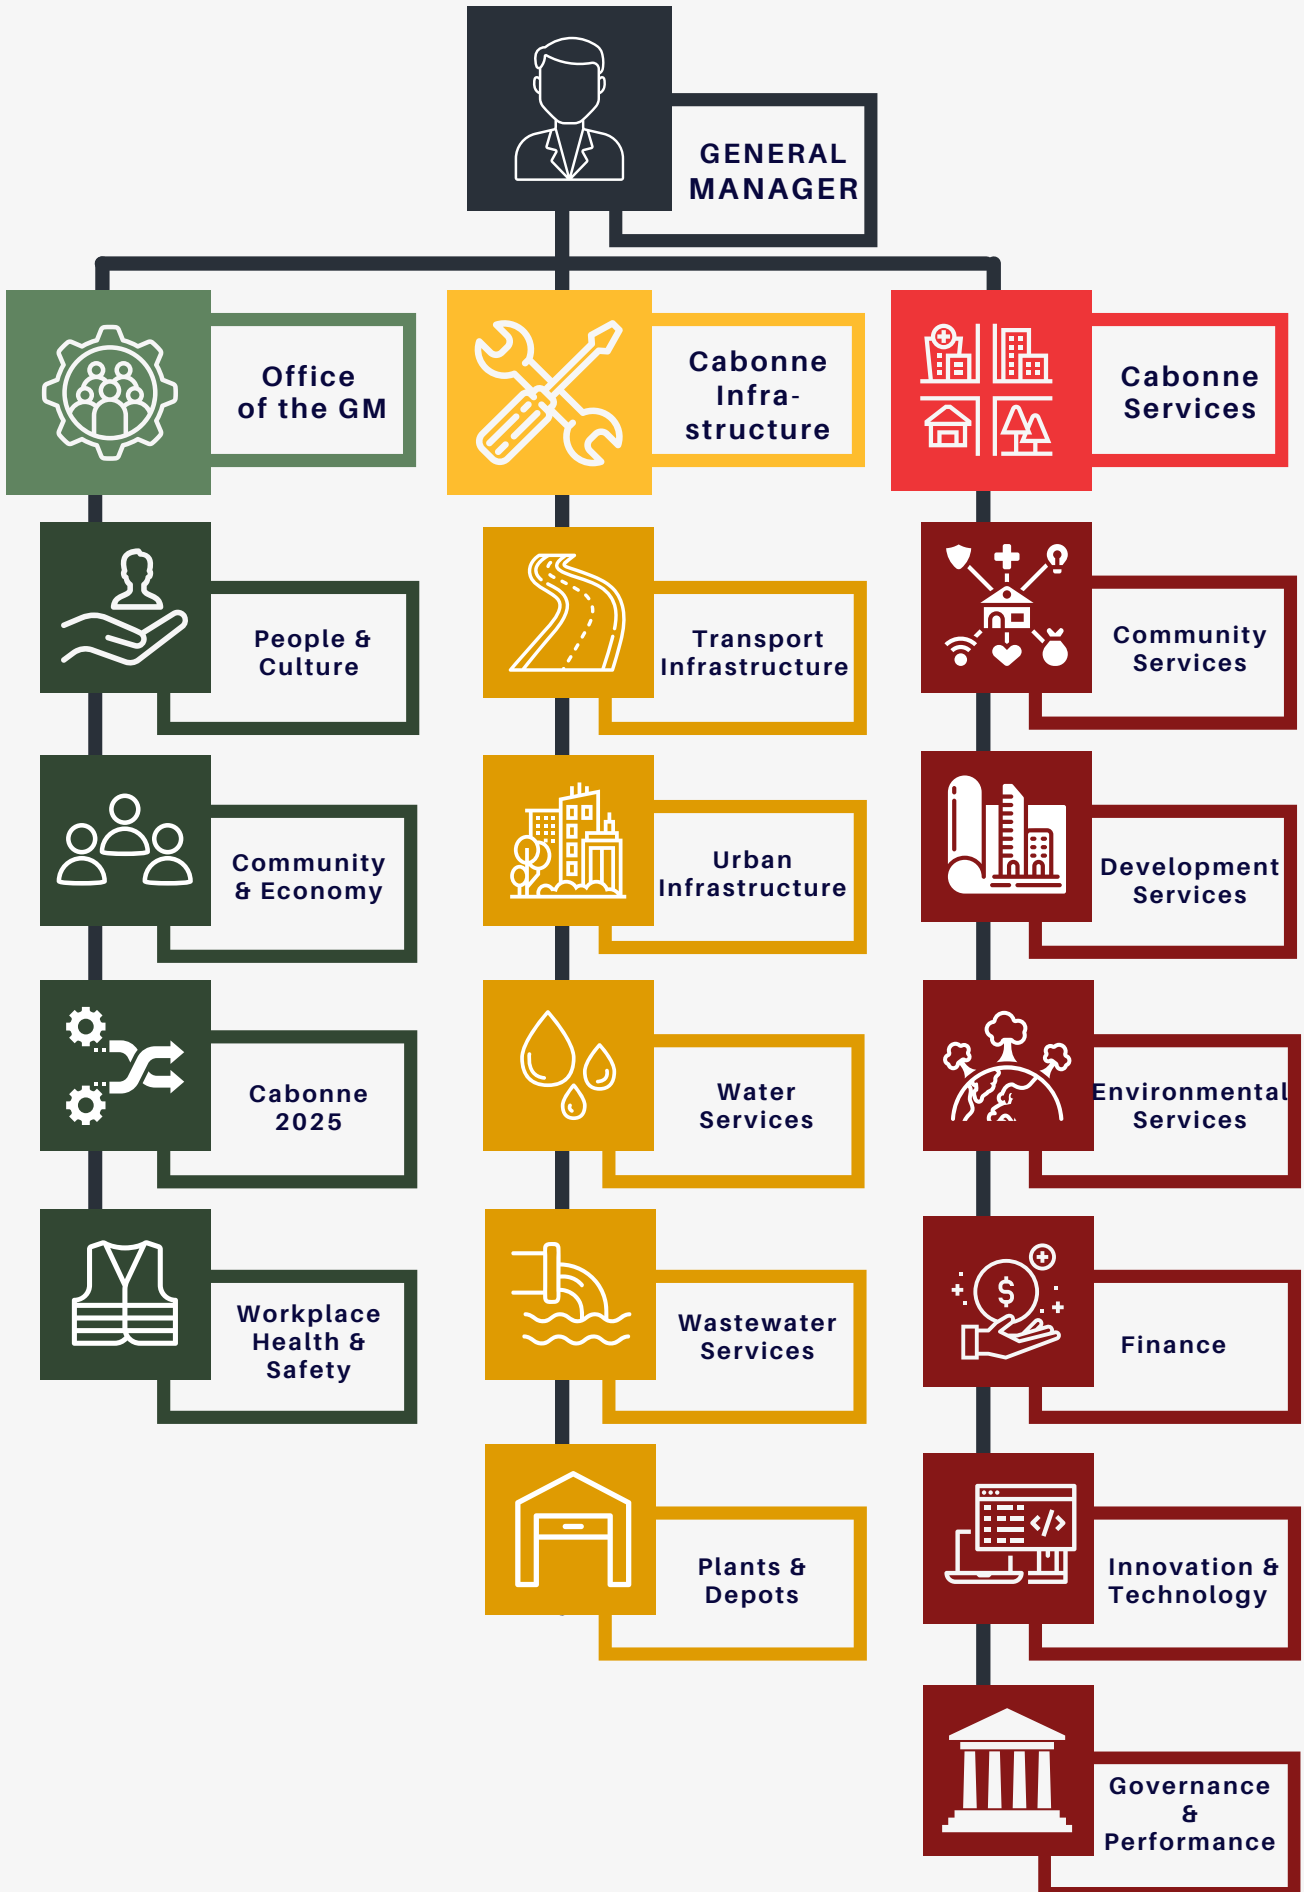 GENERAL
MANAGER
Office
of the GM
People &
Culture
Community
& Economy
Cabonne
2025
Workplace
Health &
Safety
Cabonne
Infra-
structure
Transport
Infrastructure
Urban
Infrastructure
Water
Services
Wastewater
Services
Plants &
Depots
Cabonne
Services
Community
Services
Development
Services
Environmental
Services
$
Finance
</>
Innovation &
Technology
Governance
&
Performance